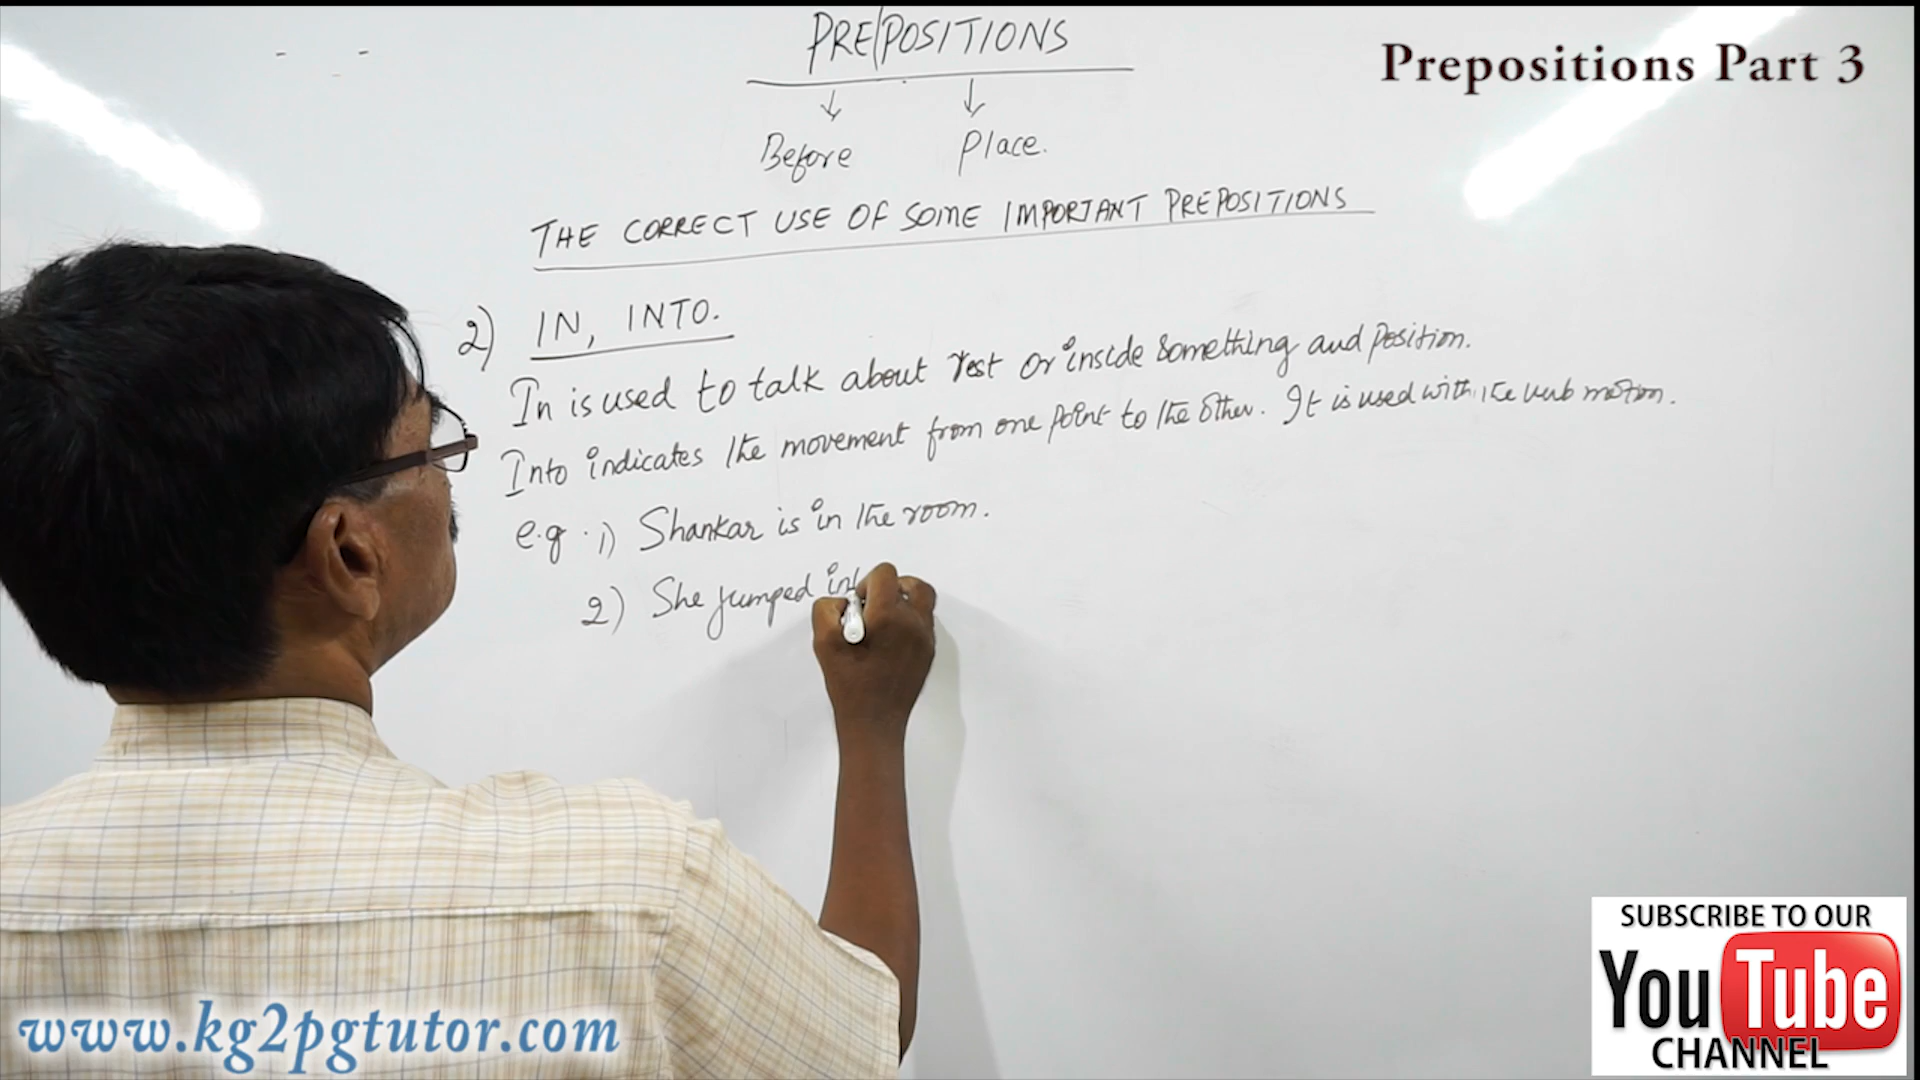 PRE|POSITIONS
Prepositions Part 3
Before Place.
THE CORRECT USE OF SOME IMPORTANT PREPOSITIONS
2) IN, INTO.
In is used to talk about rest or inside something and position.
Into indicates the movement from one point to the other. It is used with the verb motion.
e.g. 1) Shankar is in the room.
2) She jumped int
www.kg2pgtutor.com
SUBSCRIBE TO OUR
YouTube
CHANNEL